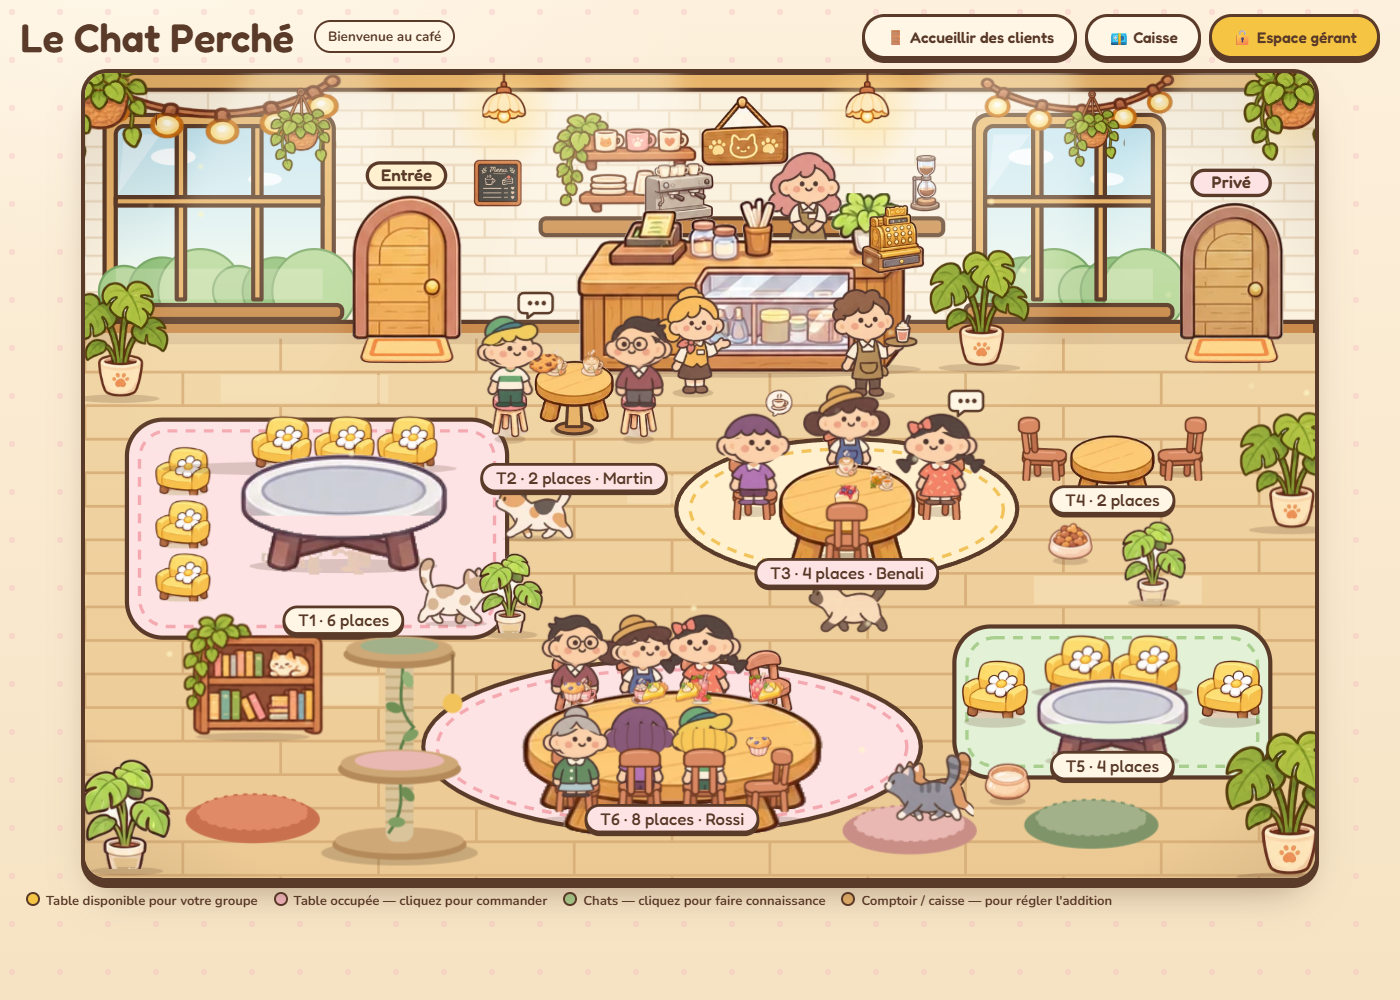 Le Chat Perché
Bienvenue au café
Accueillir des clients
Caisse
Espace gérant
Entrée
Menu
Privé
T2 · 2 places · Martin
T4 · 2 places
T3 · 4 places · Benali
T1 · 6 places
T5 · 4 places
T6 · 8 places · Rossi
Table disponible pour votre groupe
Table occupée — cliquez pour commander
Chats — cliquez pour faire connaissance
Comptoir / caisse — pour régler l'addition